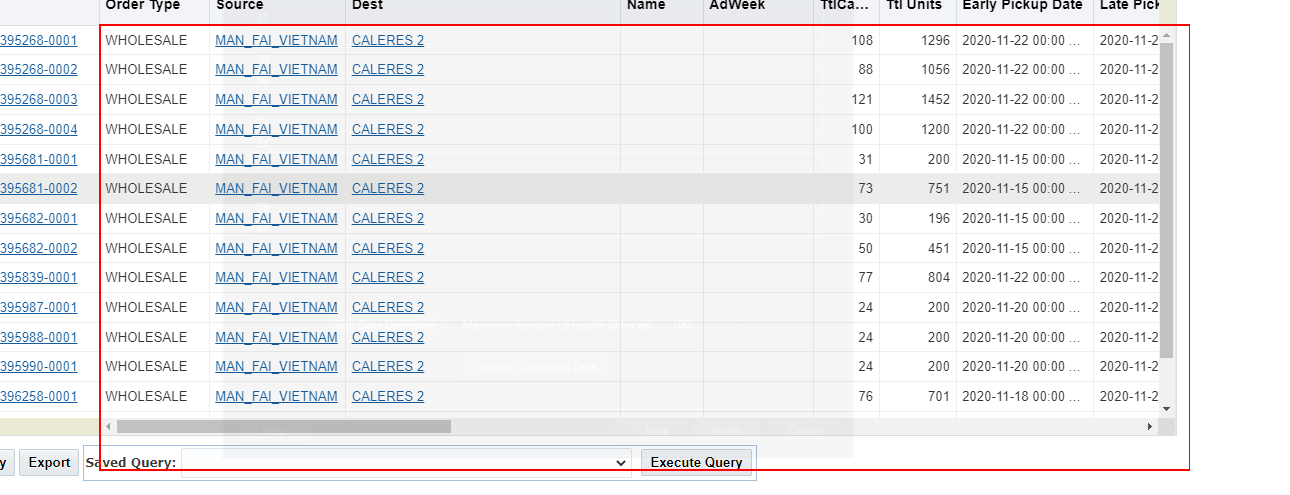 Order Type Source Dest Name AdWeek TtlCa... Ttl Units Early Pickup Date Late Pick
395268-0001 WHOLESALE MAN_FAI_VIETNAM CALERES 2 108 1296 2020-11-22 00:00 ... 2020-11-2
395268-0002 WHOLESALE MAN_FAI_VIETNAM CALERES 2 88 1056 2020-11-22 00:00 ... 2020-11-2
395268-0003 WHOLESALE MAN_FAI_VIETNAM CALERES 2 121 1452 2020-11-22 00:00 ... 2020-11-2
395268-0004 WHOLESALE MAN_FAI_VIETNAM CALERES 2 100 1200 2020-11-22 00:00 ... 2020-11-2
395681-0001 WHOLESALE MAN_FAI_VIETNAM CALERES 2 31 200 2020-11-15 00:00 ... 2020-11-2
395681-0002 WHOLESALE MAN_FAI_VIETNAM CALERES 2 73 751 2020-11-15 00:00 ... 2020-11-2
395682-0001 WHOLESALE MAN_FAI_VIETNAM CALERES 2 30 196 2020-11-15 00:00 ... 2020-11-2
395682-0002 WHOLESALE MAN_FAI_VIETNAM CALERES 2 50 451 2020-11-15 00:00 ... 2020-11-2
395839-0001 WHOLESALE MAN_FAI_VIETNAM CALERES 2 77 804 2020-11-22 00:00 ... 2020-11-2
395987-0001 WHOLESALE MAN_FAI_VIETNAM CALERES 2 24 200 2020-11-20 00:00 ... 2020-11-2
395988-0001 WHOLESALE MAN_FAI_VIETNAM CALERES 2 24 200 2020-11-20 00:00 ... 2020-11-2
395990-0001 WHOLESALE MAN_FAI_VIETNAM CALERES 2 24 200 2020-11-20 00:00 ... 2020-11-2
396258-0001 WHOLESALE MAN_FAI_VIETNAM CALERES 2 76 701 2020-11-18 00:00 ... 2020-11-2
y Export Saved Query: Execute Query